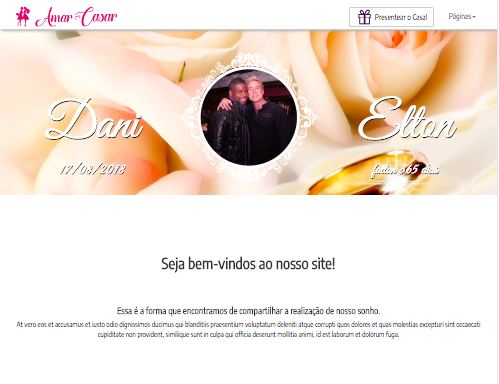 Amar & Casar
Presentear o Casal
Páginas
Dani
Elton
17/08/2018
faltam 365 dias
Seja bem-vindos ao nosso site!
Essa é a forma que encontramos de compartilhar a realização de nosso sonho.
At vero eos et accusamus et iusto odio dignissimos ducimus qui blanditiis praesentium voluptatum deleniti atque corrupti quos dolores et quas molestias excepturi sint occaecati
cupiditate non provident, similique sunt in culpa qui officia deserunt mollitia animi, id est laborum et dolorum fuga.